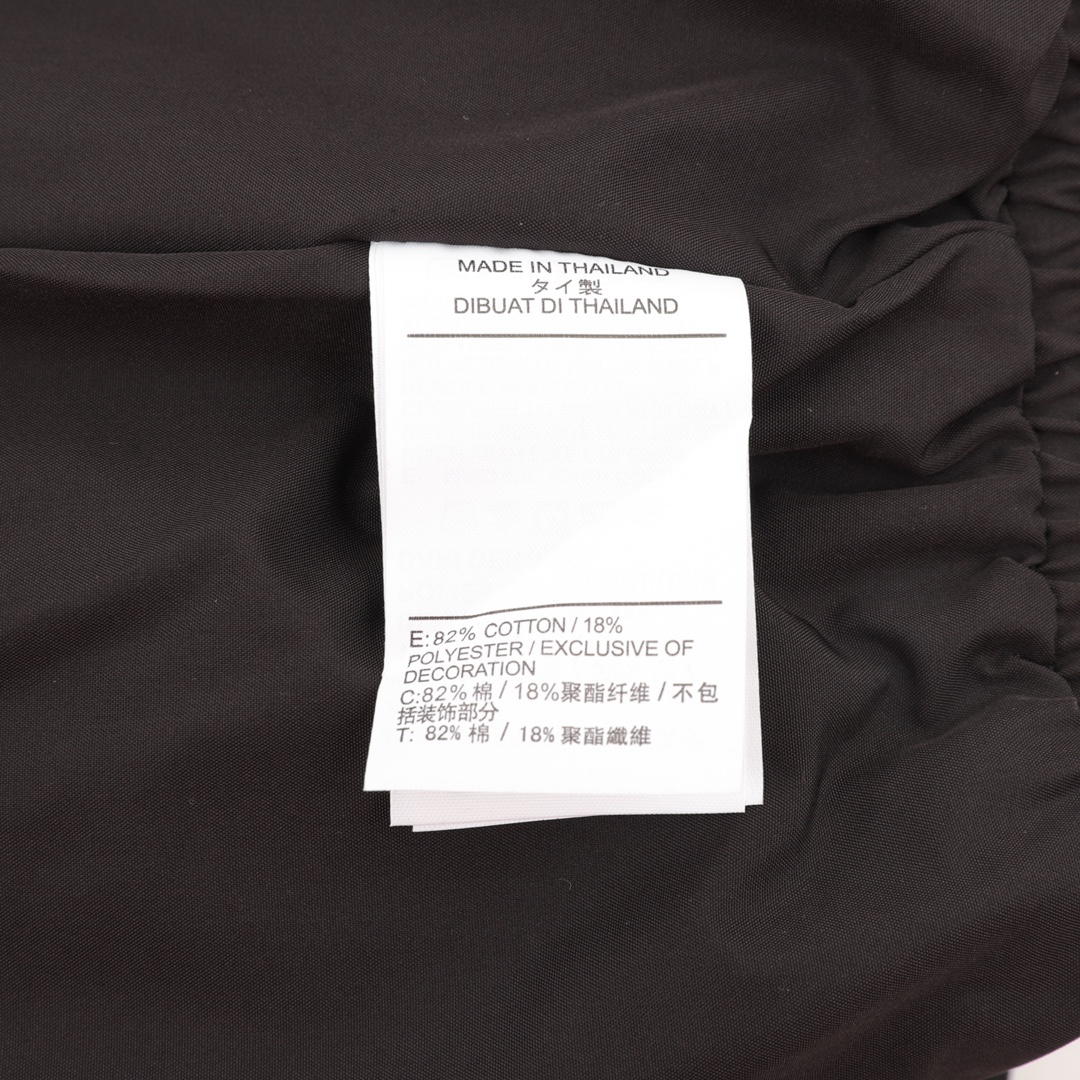 MADE IN THAILAND
タイ製
DIBUAT DI THAILAND
E: 82% COTTON / 18%
POLYESTER / EXCLUSIVE OF
DECORATION
C:82% 棉 / 18%聚酯纤维 / 不包
括装饰部分
T: 82% 棉 / 18% 聚酯纖維